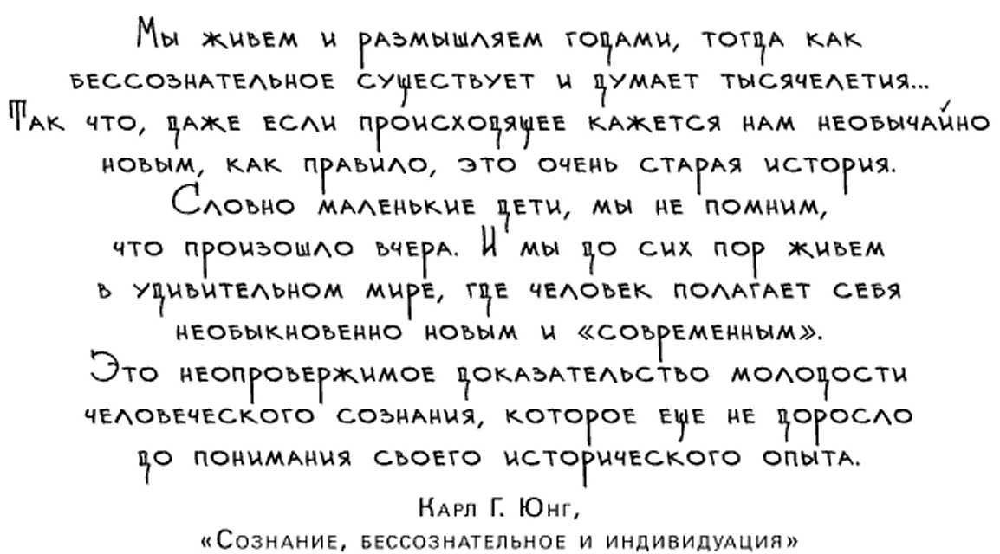 Мы живем и размышляем годами, тогда как
бессознательное существует и думает тысячелетия...
Так что, даже если происходящее кажется нам необычайно
новым, как правило, это очень старая история.
Словно маленькие дети, мы не помним,
что произошло вчера. И мы до сих пор живем
в удивительном мире, где человек полагает себя
необыкновенно новым и «современным».
Это неопровержимое доказательство молодости
человеческого сознания, которое еще не доросло
до понимания своего исторического опыта.
Карл Г. Юнг,
«Сознание, бессознательное и индивидуация»